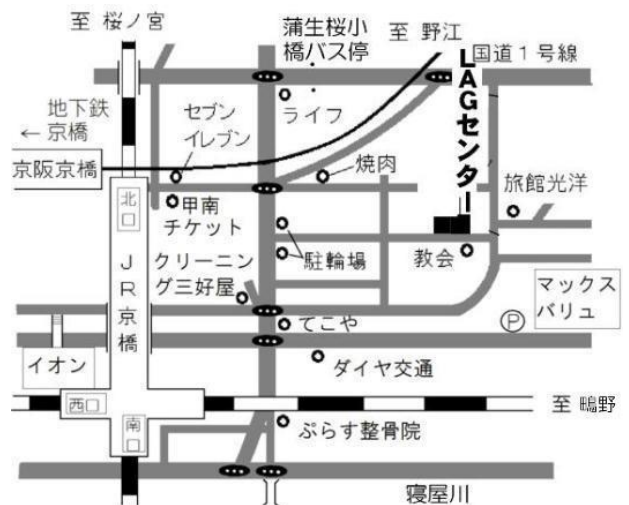 至 桜ノ宮
蒲生桜小
橋バス停
至 野江
国道1号線
LAGセンター
地下鉄
← 京橋
セブン
イレブン
ライフ
京阪京橋
焼肉
旅館光洋
北口
甲南
チケット
JR京橋
クリーニン
グ三好屋
駐輪場
教会
マックス
バリュ
てこや
P
イオン
ダイヤ交通
西口
至 鴫野
南口
ぷらす整骨院
寝屋川